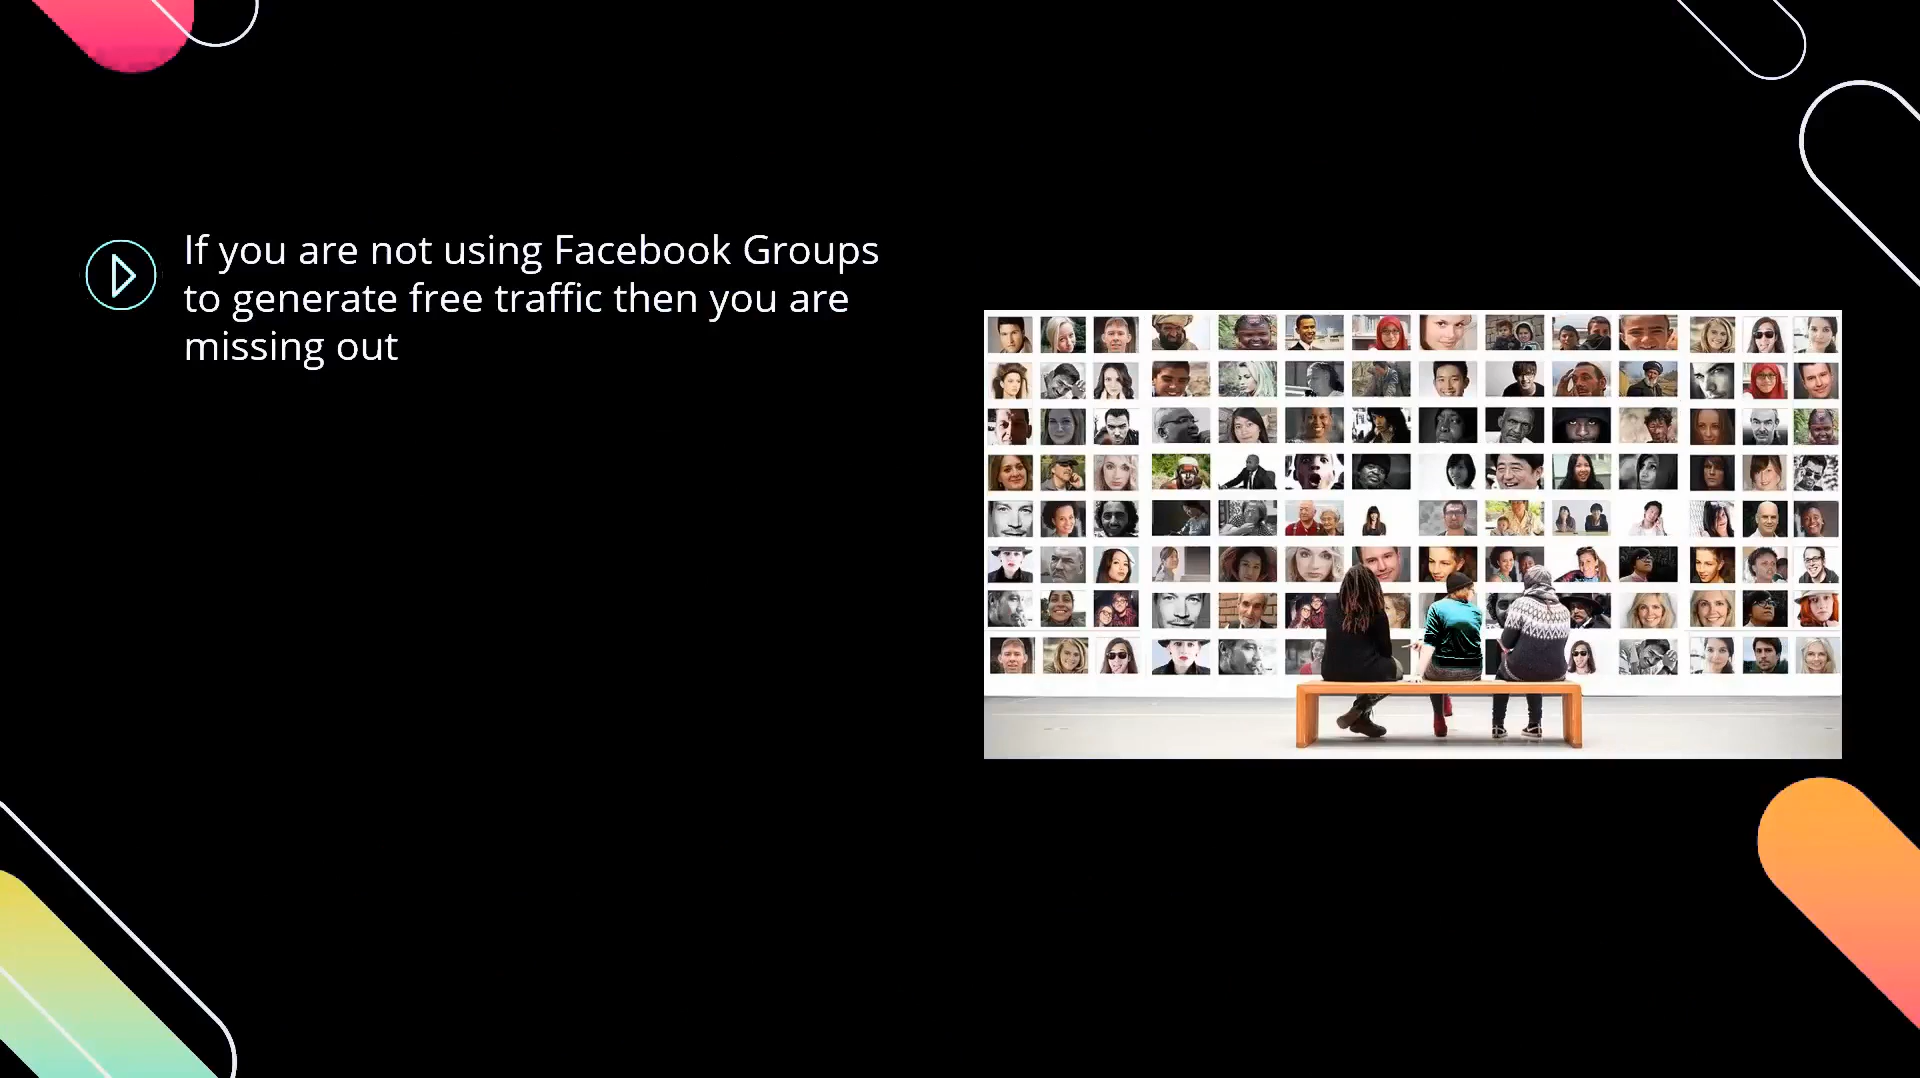 If you are not using Facebook Groups
to generate free traffic then you are
missing out